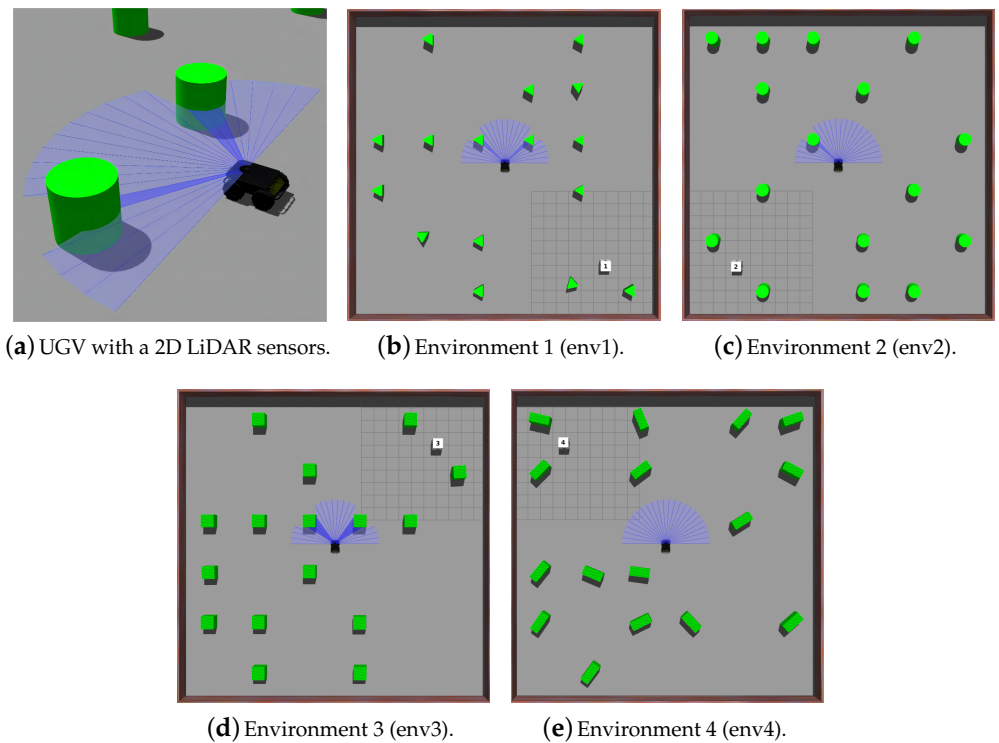 (a) UGV with a 2D LiDAR sensors.
1
(b) Environment 1 (env1).
2
(c) Environment 2 (env2).
3
(d) Environment 3 (env3).
4
(e) Environment 4 (env4).